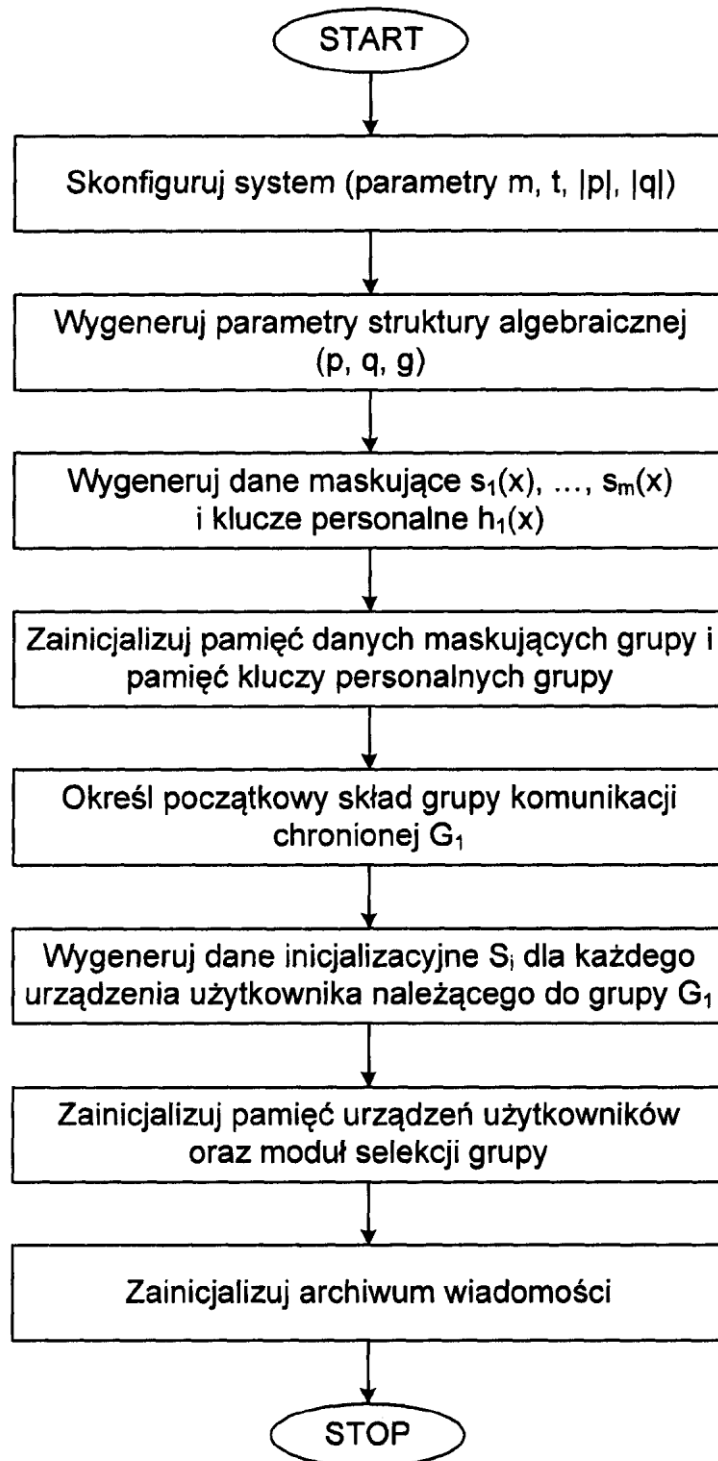 START
Skonfiguruj system (parametry m, t, |p|, |q|)
Wygeneruj parametry struktury algebraicznej
(p, q, g)
Wygeneruj dane maskujące s₁(x), ..., sₘ(x)
i klucze personalne h₁(x)
Zainicjalizuj pamięć danych maskujących grupy i
pamięć kluczy personalnych grupy
Określ początkowy skład grupy komunikacji
chronionej G₁
Wygeneruj dane inicjalizacyjne Sᵢ dla każdego
urządzenia użytkownika należącego do grupy G₁
Zainicjalizuj pamięć urządzeń użytkowników
oraz moduł selekcji grupy
Zainicjalizuj archiwum wiadomości
STOP